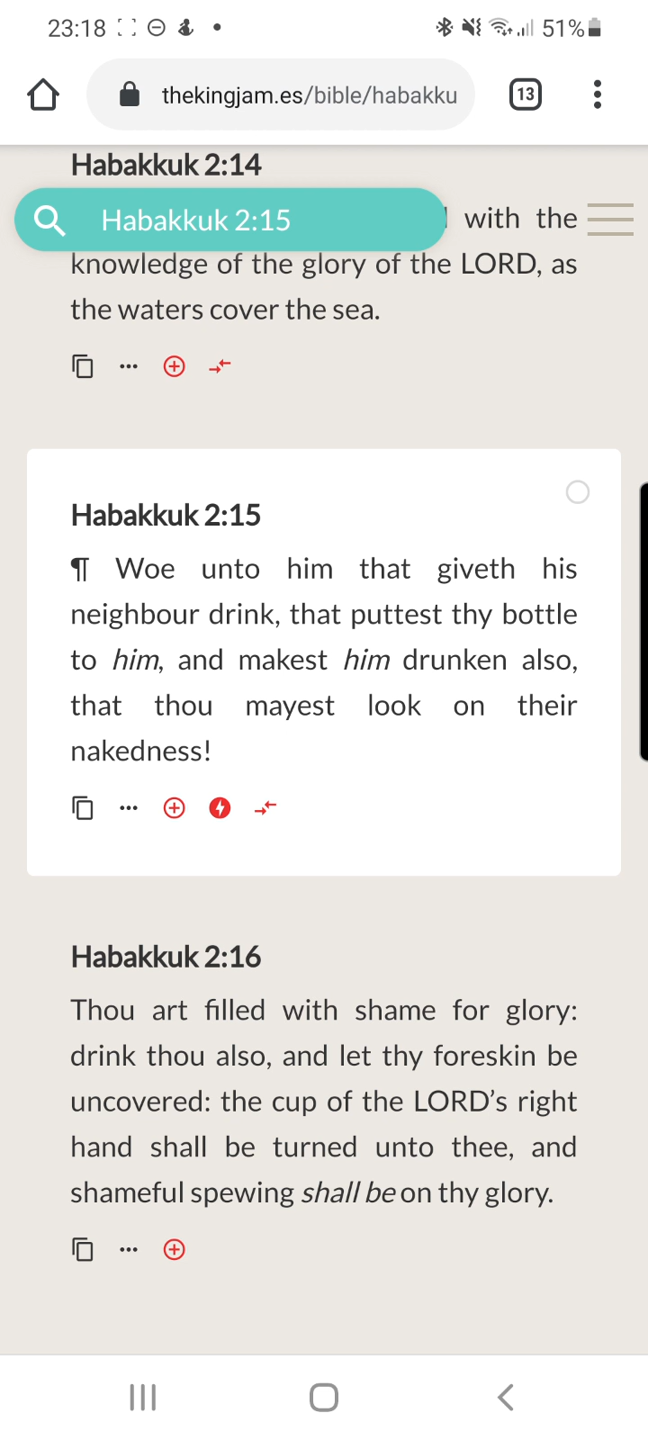 23:18
51%
thekingjam.es/bible/habakku
13
Habakkuk 2:14
Habakkuk 2:15
with the
knowledge of the glory of the LORD, as
the waters cover the sea.
Habakkuk 2:15
¶ Woe unto him that giveth his
neighbour drink, that puttest thy bottle
to him, and makest him drunken also,
that thou mayest look on their
nakedness!
Habakkuk 2:16
Thou art filled with shame for glory:
drink thou also, and let thy foreskin be
uncovered: the cup of the LORD’s right
hand shall be turned unto thee, and
shameful spewing shall be on thy glory.